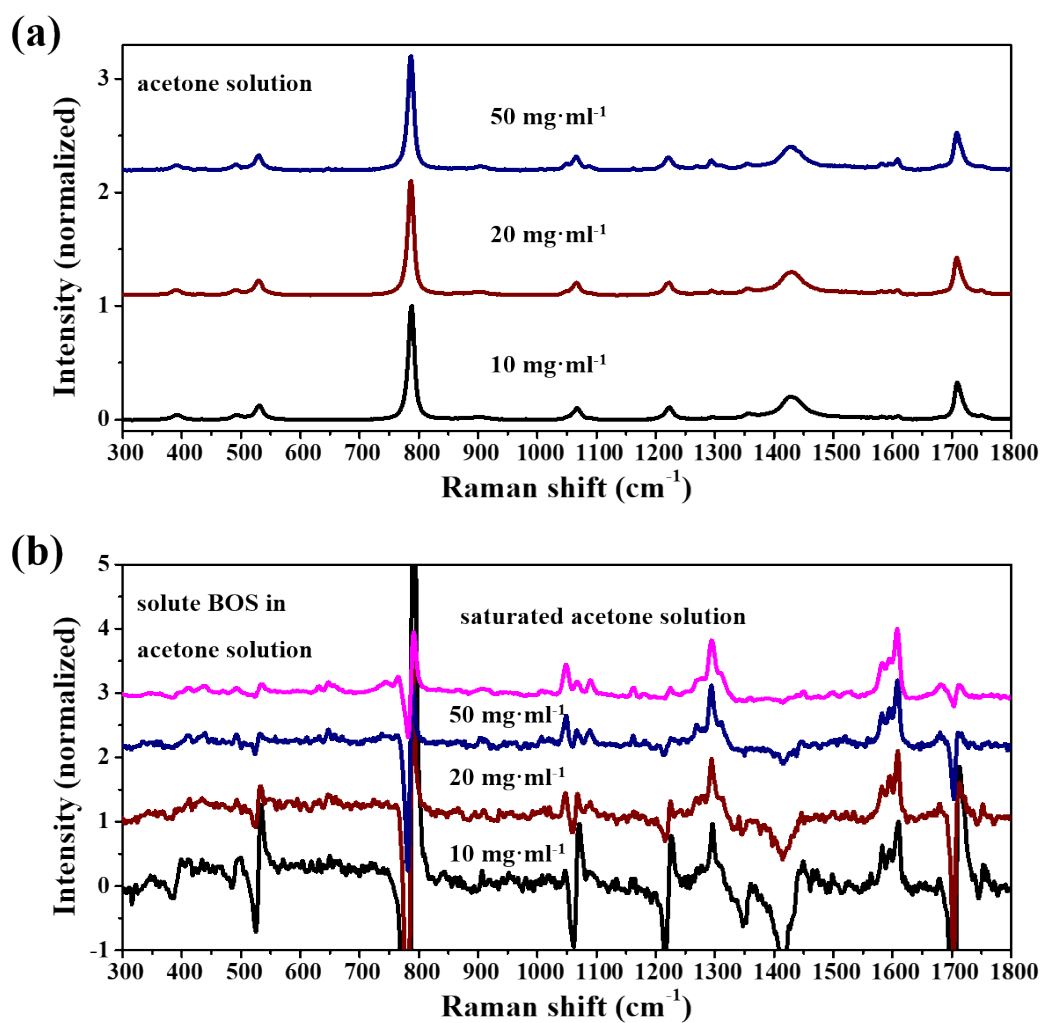 (a)
acetone solution
50 mg·ml-1
20 mg·ml-1
10 mg·ml-1
3
2
1
0
Intensity (normalized)
300 400 500 600 700 800 900 1000 1100 1200 1300 1400 1500 1600 1700 1800
Raman shift (cm-1)
(b)
solute BOS in
acetone solution
saturated acetone solution
50 mg·ml-1
20 mg·ml-1
10 mg·ml-1
5
4
3
2
1
0
-1
Intensity (normalized)
300 400 500 600 700 800 900 1000 1100 1200 1300 1400 1500 1600 1700 1800
Raman shift (cm-1)